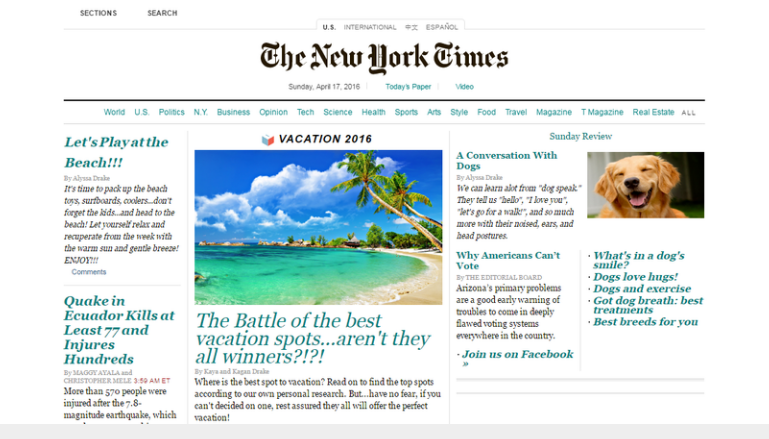 SECTIONS SEARCH
U.S. INTERNATIONAL 中文 ESPAÑOL
The New York Times
Sunday, April 17, 2016 Today's Paper Video
World U.S. Politics N.Y. Business Opinion Tech Science Health Sports Arts Style Food Travel Magazine T Magazine Real Estate ALL
Let's Play at the
Beach!!!
By Alyssa Drake
It's time to pack up the beach
toys, surfboards, coolers...don't
forget the kids...and head to the
beach! Let yourself relax and
recuperate from the week with
the warm sun and gentle breeze!
ENJOY!!!
Comments
Quake in
Ecuador Kills at
Least 77 and
Injures
Hundreds
By MAGGY AYALA and
CHRISTOPHER MELE 3:59 AM ET
More than 570 people were
injured after the 7.8-
magnitude earthquake, which
VACATION 2016
The Battle of the best
vacation spots...aren't they
all winners?!?!
By Kaya and Kagan Drake
Where is the best spot to vacation? Read on to find the top spots
according to our own personal research. But...have no fear, if you
can't decided on one, rest assured they all will offer the perfect
vacation!
Sunday Review
A Conversation With
Dogs
By Alyssa Drake
We can learn alot from "dog speak."
They tell us "hello", "I love you",
"let's go for a walk!", and so much
more with their noised, ears, and
head postures.
Why Americans Can't
Vote
By THE EDITORIAL BOARD
Arizona's primary problems
are a good early warning of
troubles to come in deeply
flawed voting systems
everywhere in the country.
· Join us on Facebook
»
· What's in a dog's
smile?
· Dogs love hugs!
· Dogs and exercise
· Got dog breath: best
treatments
· Best breeds for you